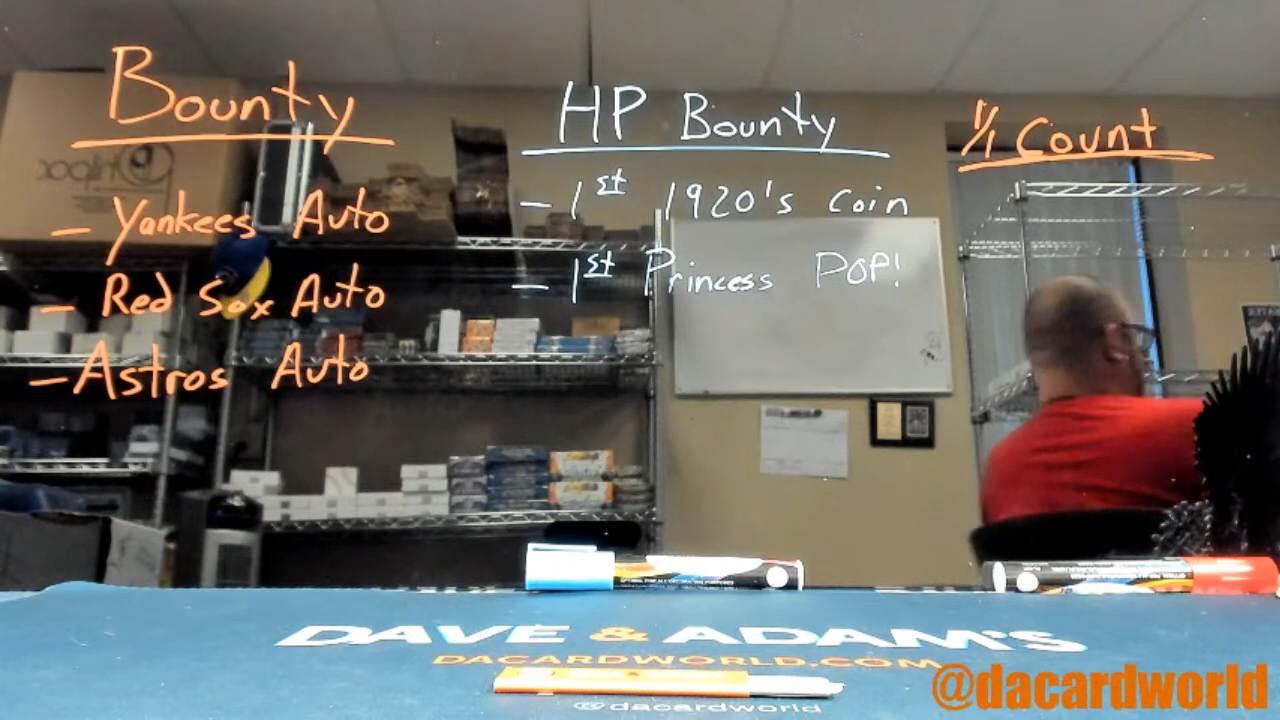 Bounty
- Yankees Auto
- Red Sox Auto
- Astros Auto
HP Bounty
- 1st 1920's Coin
- 1st Princess POP!
1/1 Count
DAVE & ADAM'S
DACARDWORLD.COM
@dacardworld
@dacardworld